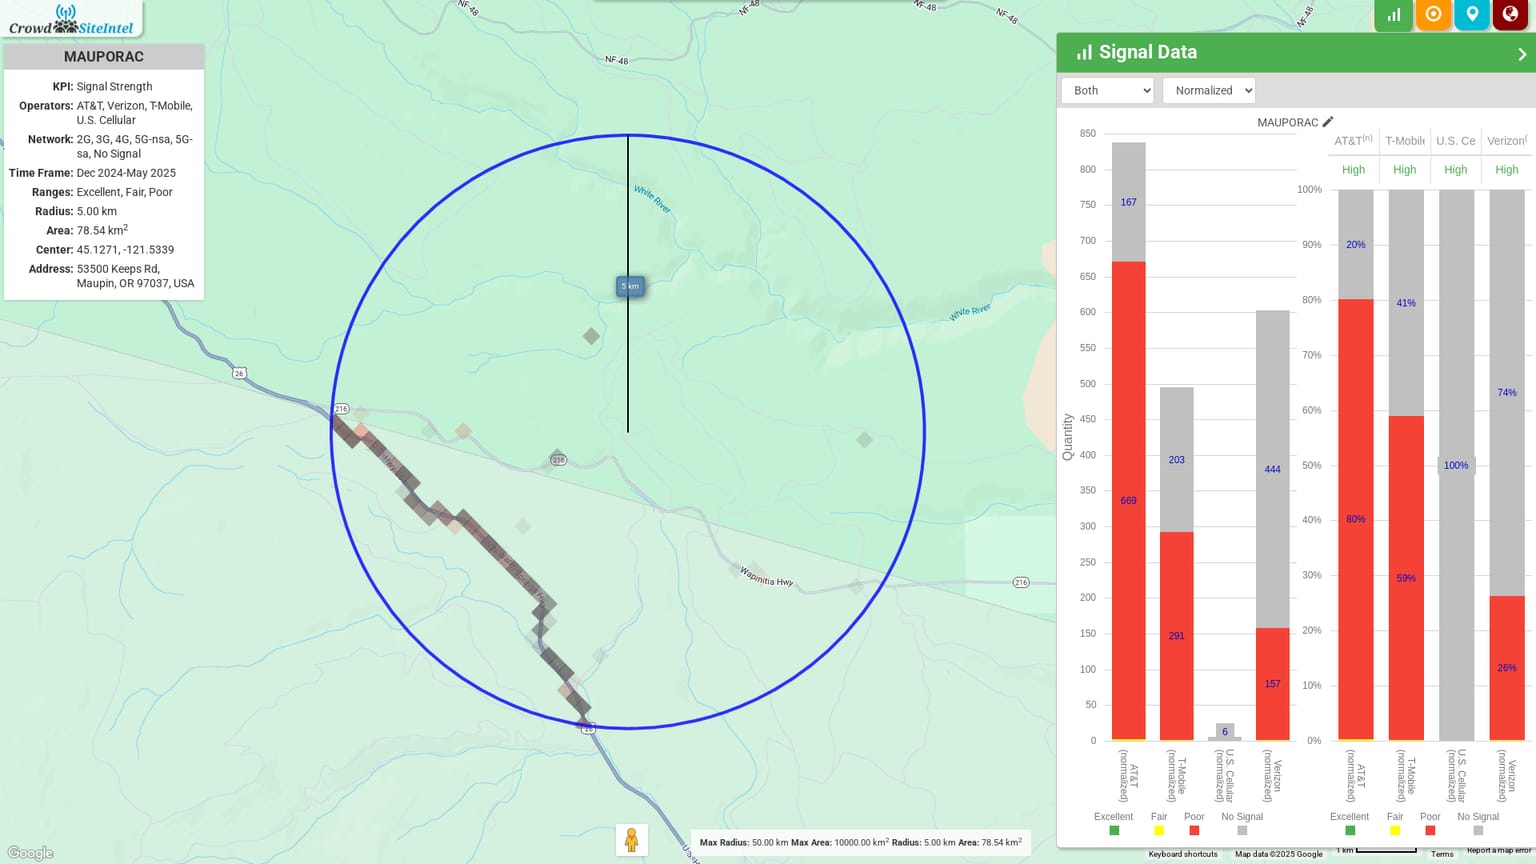 CrowdSiteIntel
MAUPORAC
KPI: Signal Strength
Operators: AT&T, Verizon, T-Mobile,
U.S. Cellular
Network: 2G, 3G, 4G, 5G-nsa, 5G-
sa, No Signal
Time Frame: Dec 2024-May 2025
Ranges: Excellent, Fair, Poor
Radius: 5.00 km
Area: 78.54 km²
Center: 45.1271, -121.5339
Address: 53500 Keeps Rd,
Maupin, OR 97037, USA
NF-48
NF-48
NF-48
NF-48
NF-48
NF-48
White River
5 km
White River
26
216
216
Hwy
Wapinitia Hwy
216
26
Google
Max Radius: 50.00 km Max Area: 10000.00 km² Radius: 5.00 km Area: 78.54 km²
Signal Data
Both
Normalized
MAUPORAC
850
800
750
700
650
600
550
500
450
400
350
300
250
200
150
100
50
0
Quantity
167
669
203
291
6
444
157
AT&T
(normalized)
T-Mobile
(normalized)
U.S. Cellular
(normalized)
Verizon
(normalized)
Excellent
Fair
Poor
No Signal
AT&T(n)
T-Mobile
U.S. Ce
Verizon(
High
High
High
High
100%
90%
80%
70%
60%
50%
40%
30%
20%
10%
0%
20%
80%
41%
59%
100%
74%
26%
AT&T
(normalized)
T-Mobile
(normalized)
U.S. Cellular
(normalized)
Verizon
(normalized)
Excellent
Fair
Poor
No Signal
Keyboard shortcuts
Map data ©2025 Google
1 km
Terms
Report a map error